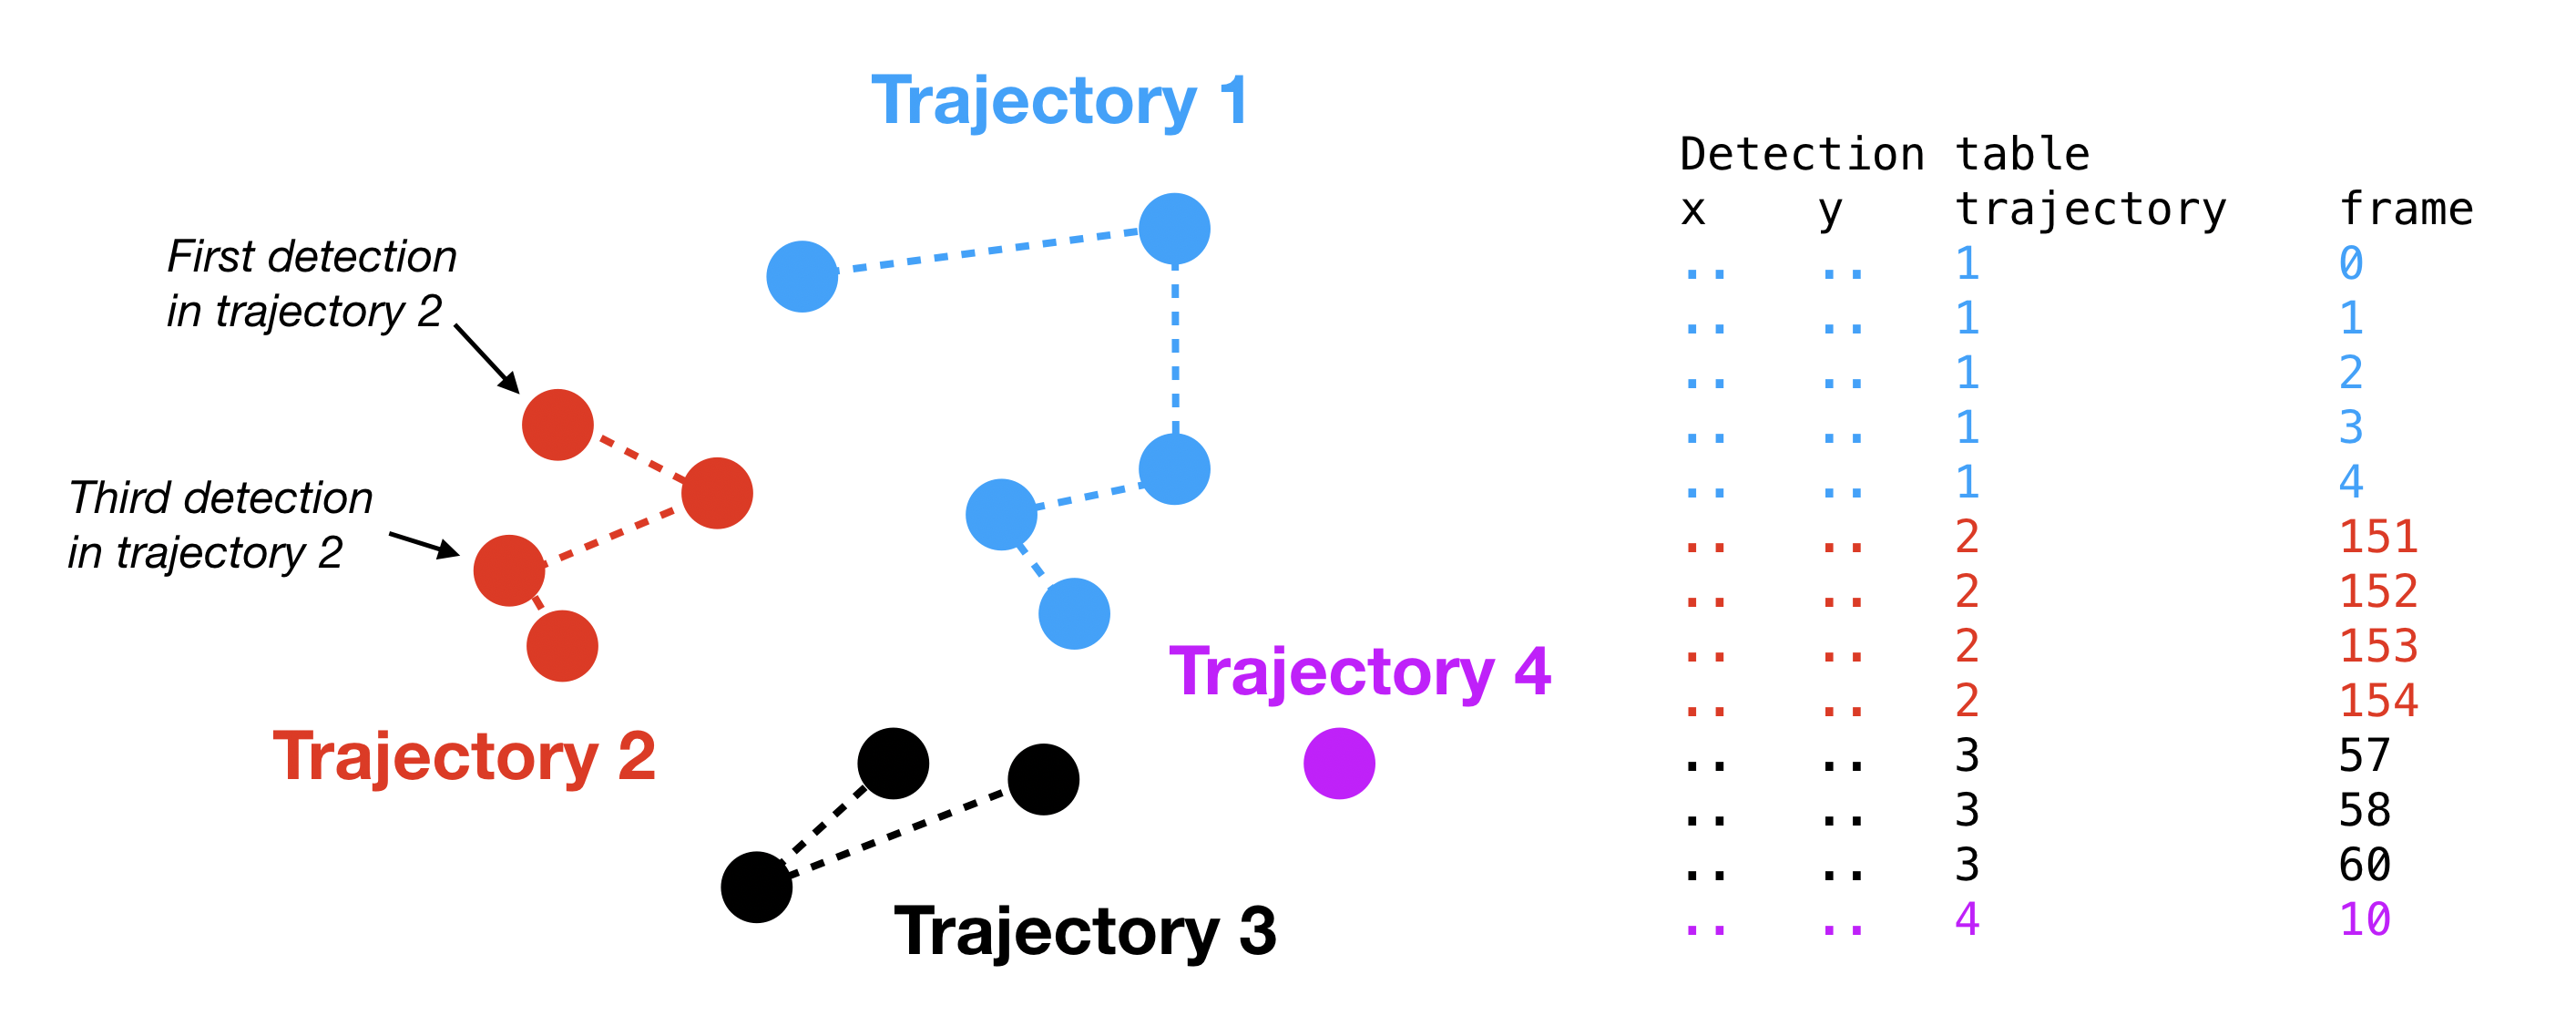 Trajectory 1
First detection
in trajectory 2
Third detection
in trajectory 2
Trajectory 2
Trajectory 4
Trajectory 3
Detection table
x y trajectory frame
.. .. 1 0
.. .. 1 1
.. .. 1 2
.. .. 1 3
.. .. 1 4
.. .. 2 151
.. .. 2 152
.. .. 2 153
.. .. 2 154
.. .. 3 57
.. .. 3 58
.. .. 3 60
.. .. 4 10